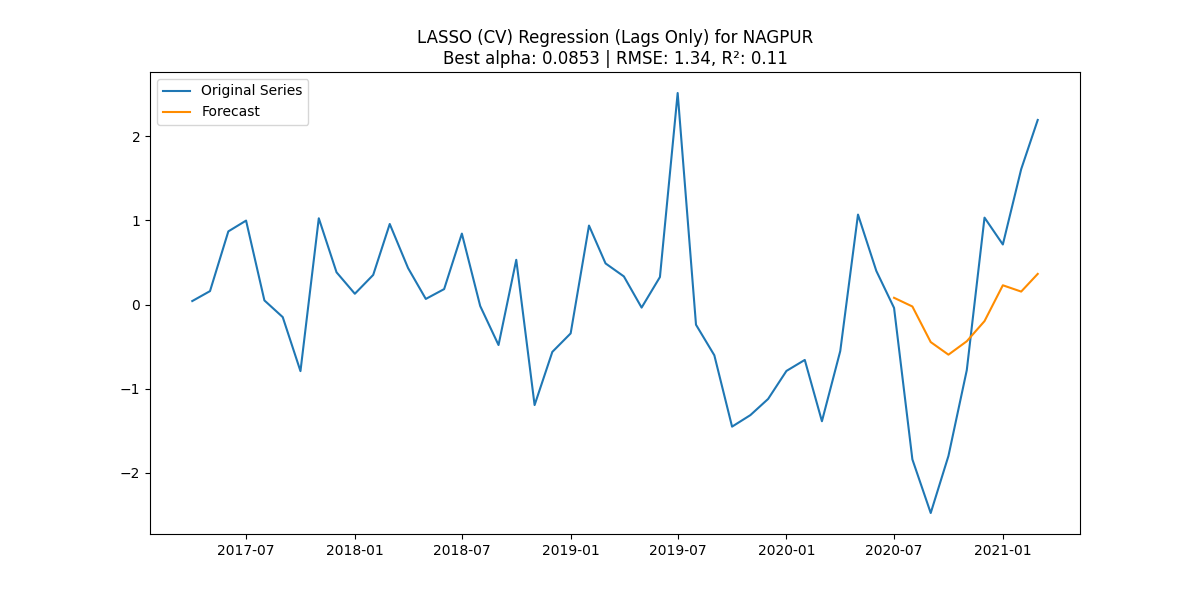 LASSO (CV) Regression (Lags Only) for NAGPUR
Best alpha: 0.0853 | RMSE: 1.34, R²: 0.11
Original Series
Forecast
2
1
0
−1
−2
2017-07 2018-01 2018-07 2019-01 2019-07 2020-01 2020-07 2021-01